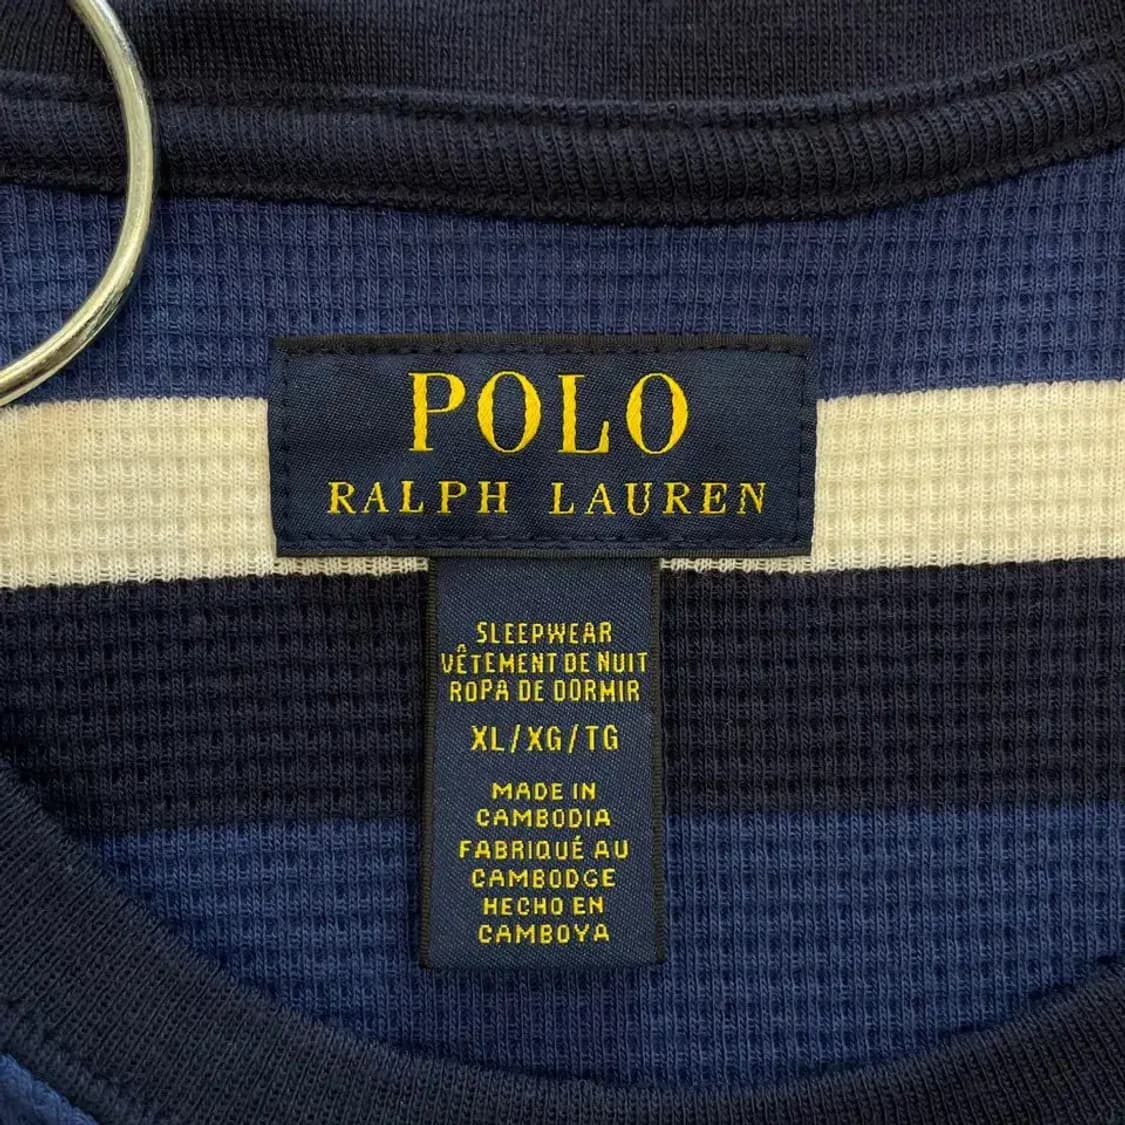 POLO
RALPH LAUREN
SLEEPWEAR
VÊTEMENT DE NUIT
ROPA DE DORMIR
XL/XG/TG
MADE IN
CAMBODIA
FABRIQUÉ AU
CAMBODGE
HECHO EN
CAMBOYA